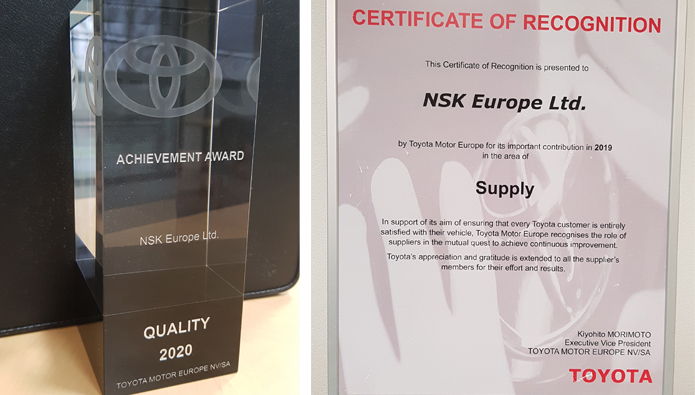 ACHIEVEMENT AWARD
NSK Europe Ltd.
QUALITY
2020
TOYOTA MOTOR EUROPE NV/SA
CERTIFICATE OF RECOGNITION
This Certificate of Recognition is presented to
NSK Europe Ltd.
by Toyota Motor Europe for its important contribution in 2019
in the area of
Supply
In support of its aim of ensuring that every Toyota customer is entirely
satisfied with their vehicle, Toyota Motor Europe recognises the role of
suppliers in the mutual quest to achieve continuous improvement.
Toyota's appreciation and gratitude is extended to all the supplier's
members for their effort and results.
Kiyohito MORIMOTO
Executive Vice President
TOYOTA MOTOR EUROPE NV/SA
TOYOTA